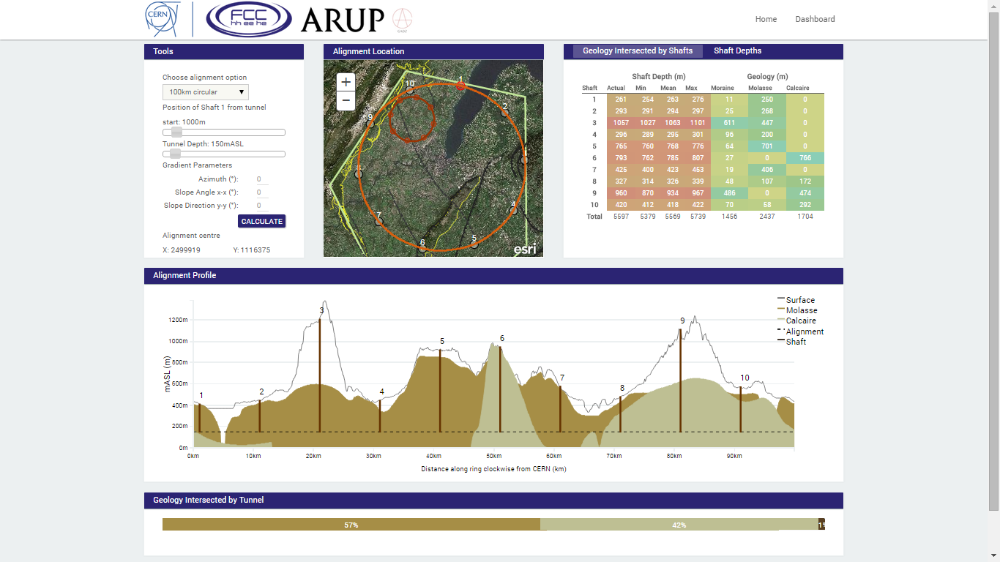 CERN
FCC
hh ee he
ARUP
GADZ
Home Dashboard
Tools
Choose alignment option
100km circular
Position of Shaft 1 from tunnel
start: 1000m
Tunnel Depth: 150mASL
Gradient Parameters
Azimuth (°): 0
Slope Angle x-x (°): 0
Slope Direction y-y (°): 0
CALCULATE
Alignment centre
X: 2499919 Y: 1116375
Alignment Location
+
−
10
1
2
9
8
4
7
6
5
esri
Geology Intersected by Shafts Shaft Depths
Shaft Depth (m) Geology (m)
Shaft Actual Min Mean Max Moraine Molasse Calcaire
1 261 254 263 276 11 250 0
2 293 291 294 297 25 268 0
3 1057 1027 1063 1101 611 447 0
4 296 289 295 301 96 200 0
5 765 760 768 776 64 701 0
6 793 762 785 807 27 0 766
7 425 400 423 453 19 406 0
8 327 314 326 339 48 107 172
9 960 870 934 967 486 0 474
10 420 412 418 422 70 58 292
Total 5597 5379 5569 5739 1456 2437 1704
Alignment Profile
Surface
Molasse
Calcaire
Alignment
Shaft
mASL (m)
1200m
1000m
800m
600m
400m
200m
0m
1 2 3 4 5 6 7 8 9 10
0km 10km 20km 30km 40km 50km 60km 70km 80km 90km
Distance along ring clockwise from CERN (km)
Geology Intersected by Tunnel
57% 42% 1%